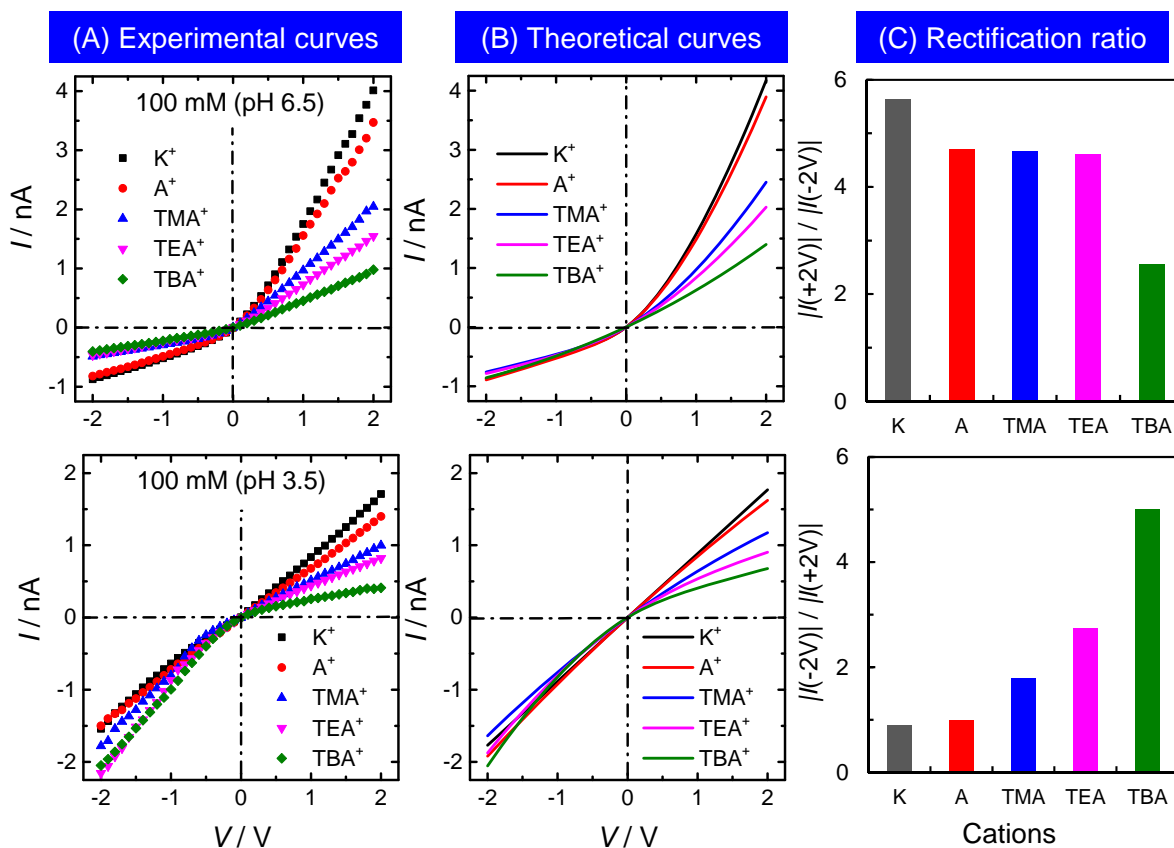 (A) Experimental curves
(B) Theoretical curves
(C) Rectification ratio
100 mM (pH 6.5)
K⁺
A⁺
TMA⁺
TEA⁺
TBA⁺
I / nA
4
3
2
1
0
-1
-2 -1 0 1 2
K⁺
A⁺
TMA⁺
TEA⁺
TBA⁺
I / nA
4
3
2
1
0
-1
-2 -1 0 1 2
|I(+2V)| / |I(-2V)|
6
4
2
0
K A TMA TEA TBA
100 mM (pH 3.5)
K⁺
A⁺
TMA⁺
TEA⁺
TBA⁺
I / nA
2
1
0
-1
-2
-2 -1 0 1 2
V / V
K⁺
A⁺
TMA⁺
TEA⁺
TBA⁺
I / nA
2
1
0
-1
-2
-2 -1 0 1 2
V / V
|I(-2V)| / |I(+2V)|
6
4
2
0
K A TMA TEA TBA
Cations